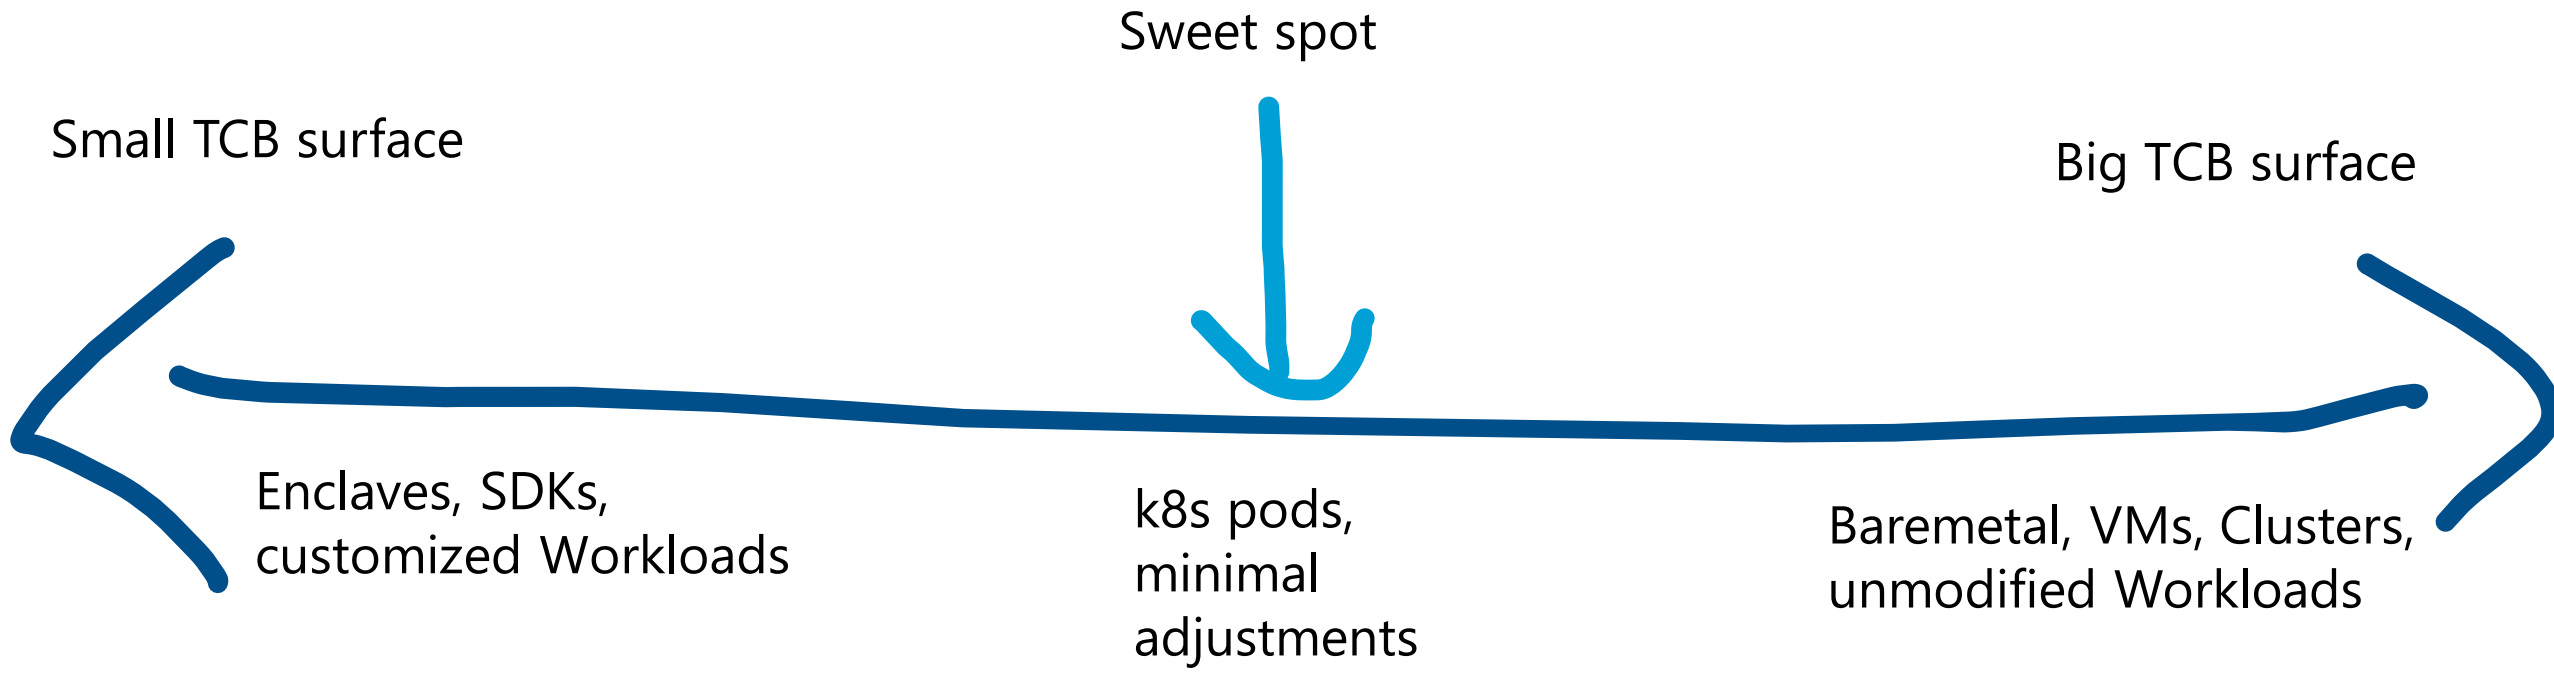 Sweet spot
Small TCB surface
Big TCB surface
Enclaves, SDKs,
customized Workloads
k8s pods,
minimal
adjustments
Baremetal, VMs, Clusters,
unmodified Workloads